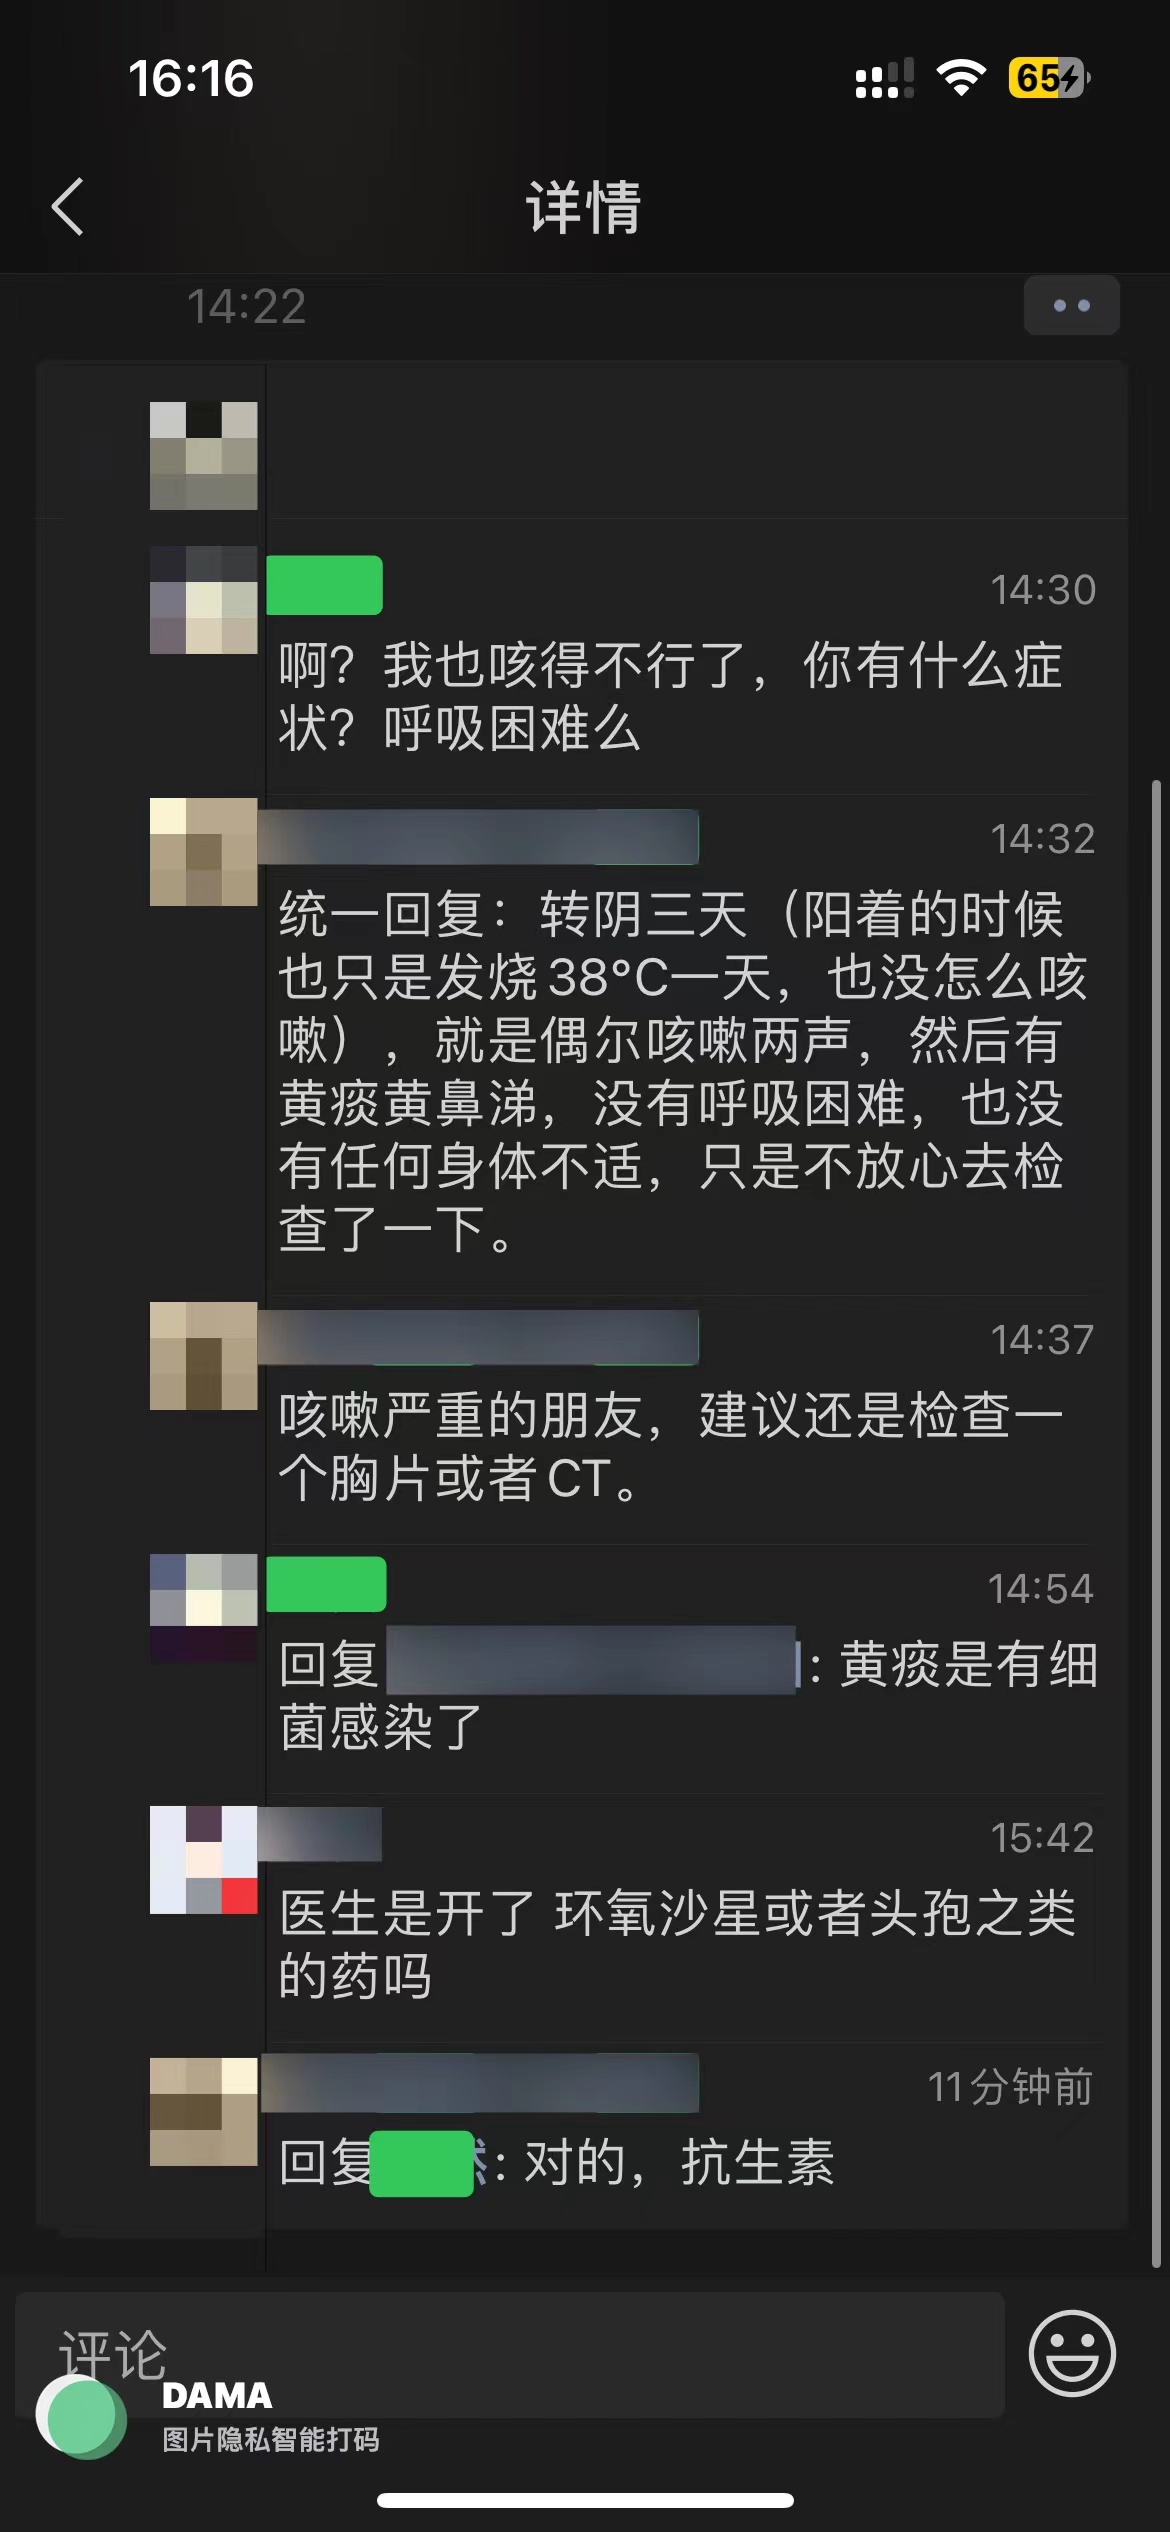 16:16
65
详情
14:22
14:30
啊？我也咳得不行了，你有什么症
状？呼吸困难么
14:32
统一回复：转阴三天（阳着的时候
也只是发烧38°C一天，也没怎么咳
嗽），就是偶尔咳嗽两声，然后有
黄痰黄鼻涕，没有呼吸困难，也没
有任何身体不适，只是不放心去检
查了一下。
14:37
咳嗽严重的朋友，建议还是检查一
个胸片或者CT。
14:54
回复 ：黄痰是有细
菌感染了
15:42
医生是开了 环氧沙星或者头孢之类
的药吗
11分钟前
回复 ：对的，抗生素
评论
DAMA
图片隐私智能打码